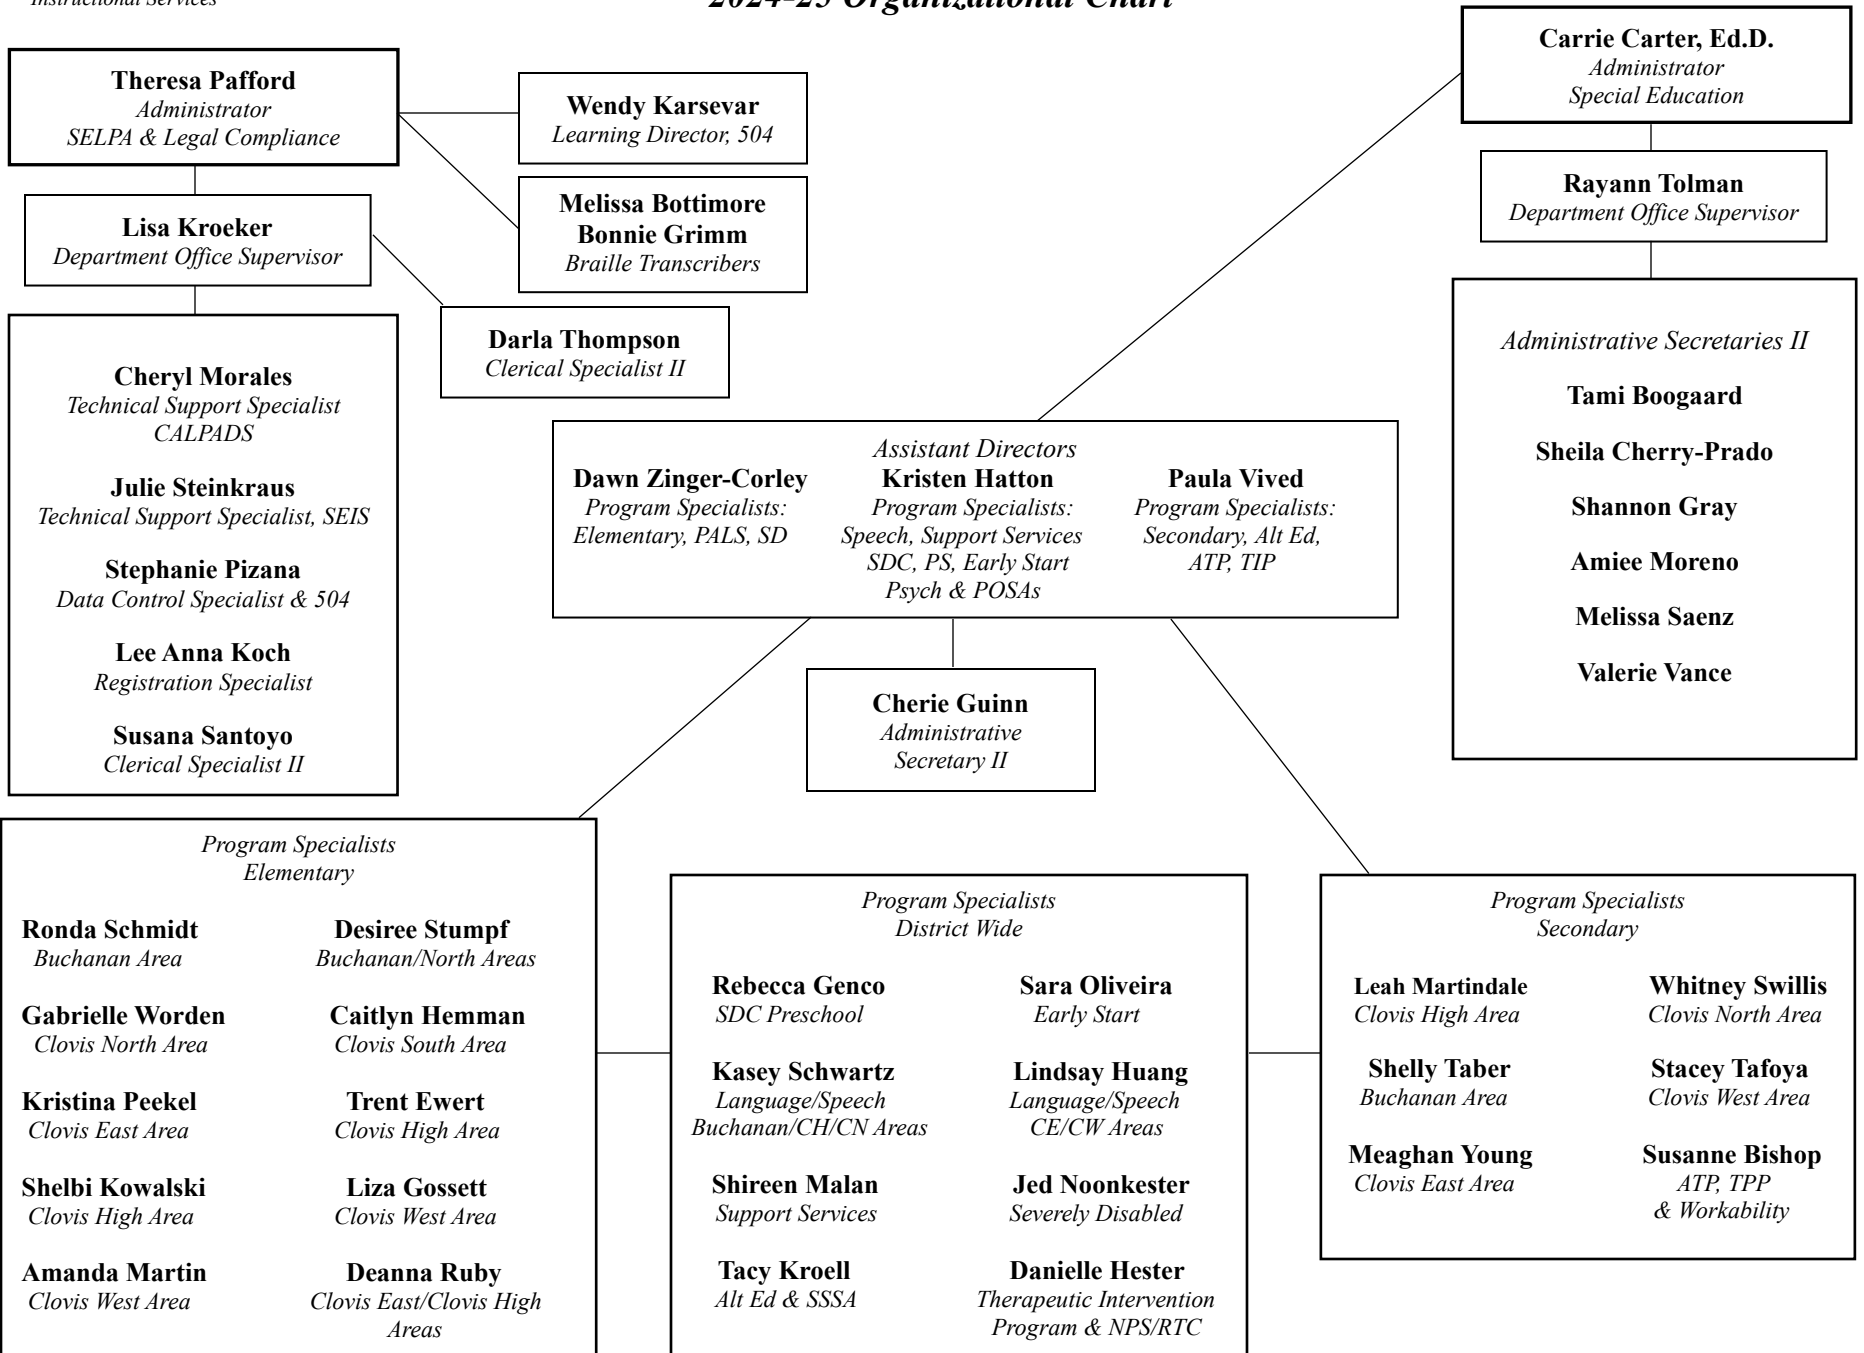 Instructional Services
2024-25 Organizational Chart
Theresa Pafford
Administrator
SELPA & Legal Compliance
Wendy Karsevar
Learning Director, 504
Melissa Bottimore
Bonnie Grimm
Braille Transcribers
Carrie Carter, Ed.D.
Administrator
Special Education
Lisa Kroeker
Department Office Supervisor
Rayann Tolman
Department Office Supervisor
Darla Thompson
Clerical Specialist II
Cheryl Morales
Technical Support Specialist
CALPADS
Julie Steinkraus
Technical Support Specialist, SEIS
Stephanie Pizana
Data Control Specialist & 504
Lee Anna Koch
Registration Specialist
Susana Santoyo
Clerical Specialist II
Administrative Secretaries II
Tami Boogaard
Sheila Cherry-Prado
Shannon Gray
Amiee Moreno
Melissa Saenz
Valerie Vance
Assistant Directors
Dawn Zinger-Corley
Program Specialists:
Elementary, PALS, SD
Kristen Hatton
Program Specialists:
Speech, Support Services
SDC, PS, Early Start
Psych & POSAs
Paula Vived
Program Specialists:
Secondary, Alt Ed,
ATP, TIP
Cherie Guinn
Administrative
Secretary II
Program Specialists
Elementary
Ronda Schmidt
Buchanan Area
Desiree Stumpf
Buchanan/North Areas
Gabrielle Worden
Clovis North Area
Caitlyn Hemman
Clovis South Area
Kristina Peekel
Clovis East Area
Trent Ewert
Clovis High Area
Shelbi Kowalski
Clovis High Area
Liza Gossett
Clovis West Area
Amanda Martin
Clovis West Area
Deanna Ruby
Clovis East/Clovis High
Areas
Program Specialists
District Wide
Rebecca Genco
SDC Preschool
Sara Oliveira
Early Start
Kasey Schwartz
Language/Speech
Buchanan/CH/CN Areas
Lindsay Huang
Language/Speech
CE/CW Areas
Shireen Malan
Support Services
Jed Noonkester
Severely Disabled
Tacy Kroell
Alt Ed & SSSA
Danielle Hester
Therapeutic Intervention
Program & NPS/RTC
Program Specialists
Secondary
Leah Martindale
Clovis High Area
Whitney Swillis
Clovis North Area
Shelly Taber
Buchanan Area
Stacey Tafoya
Clovis West Area
Meaghan Young
Clovis East Area
Susanne Bishop
ATP, TPP
& Workability